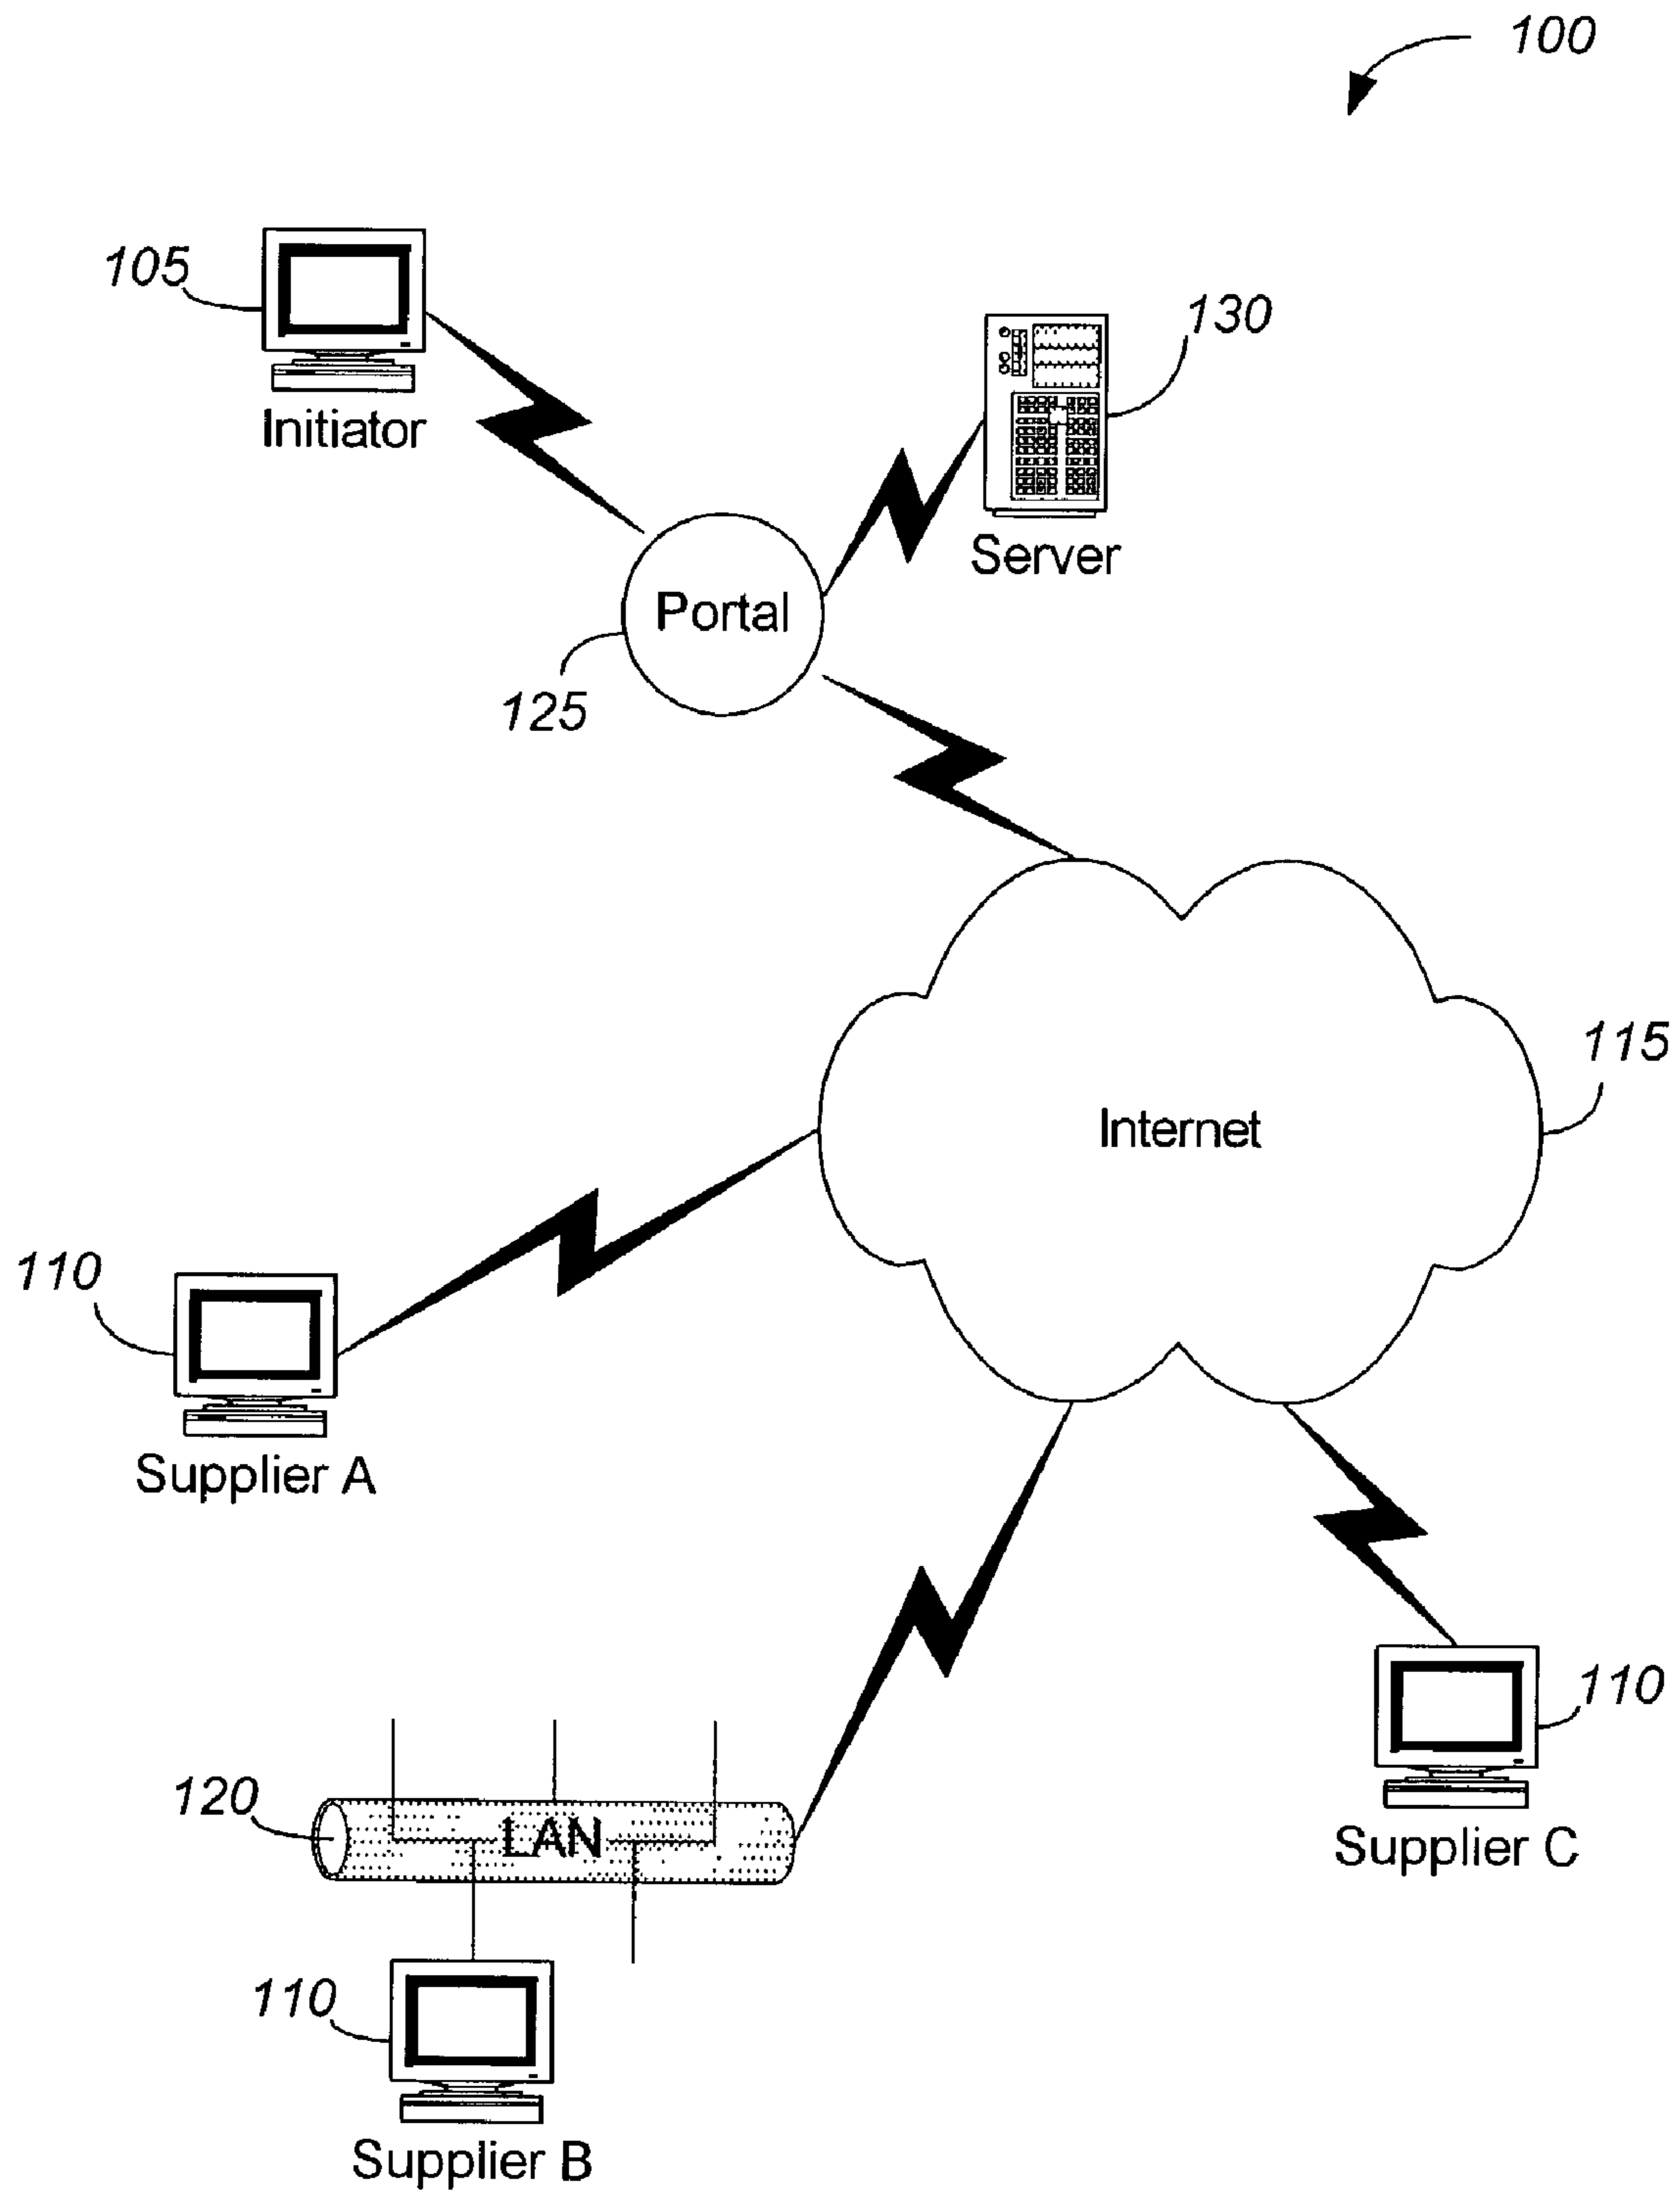 100
105
130
Initiator
Server
Portal
125
115
Internet
110
Supplier A
110
120
LAN
Supplier C
110
Supplier B